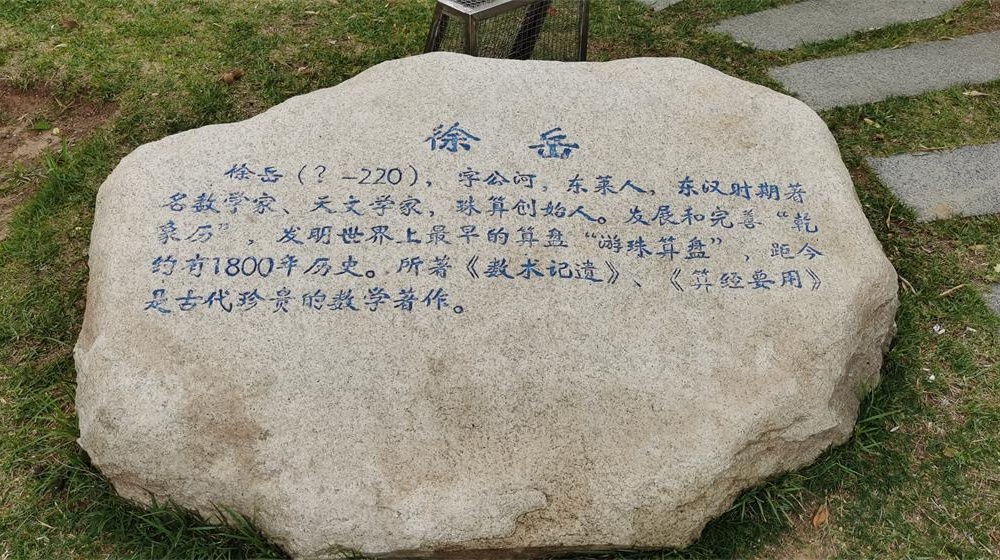 徐岳
徐岳（？-220），字公河，东莱人，东汉时期著
名数学家、天文学家，珠算创始人。发展和完善“乾
象历”，发明世界上最早的算盘“游珠算盘”，距今
约有1800年历史。所著《数术记遗》、《算经要用》
是古代珍贵的数学著作。